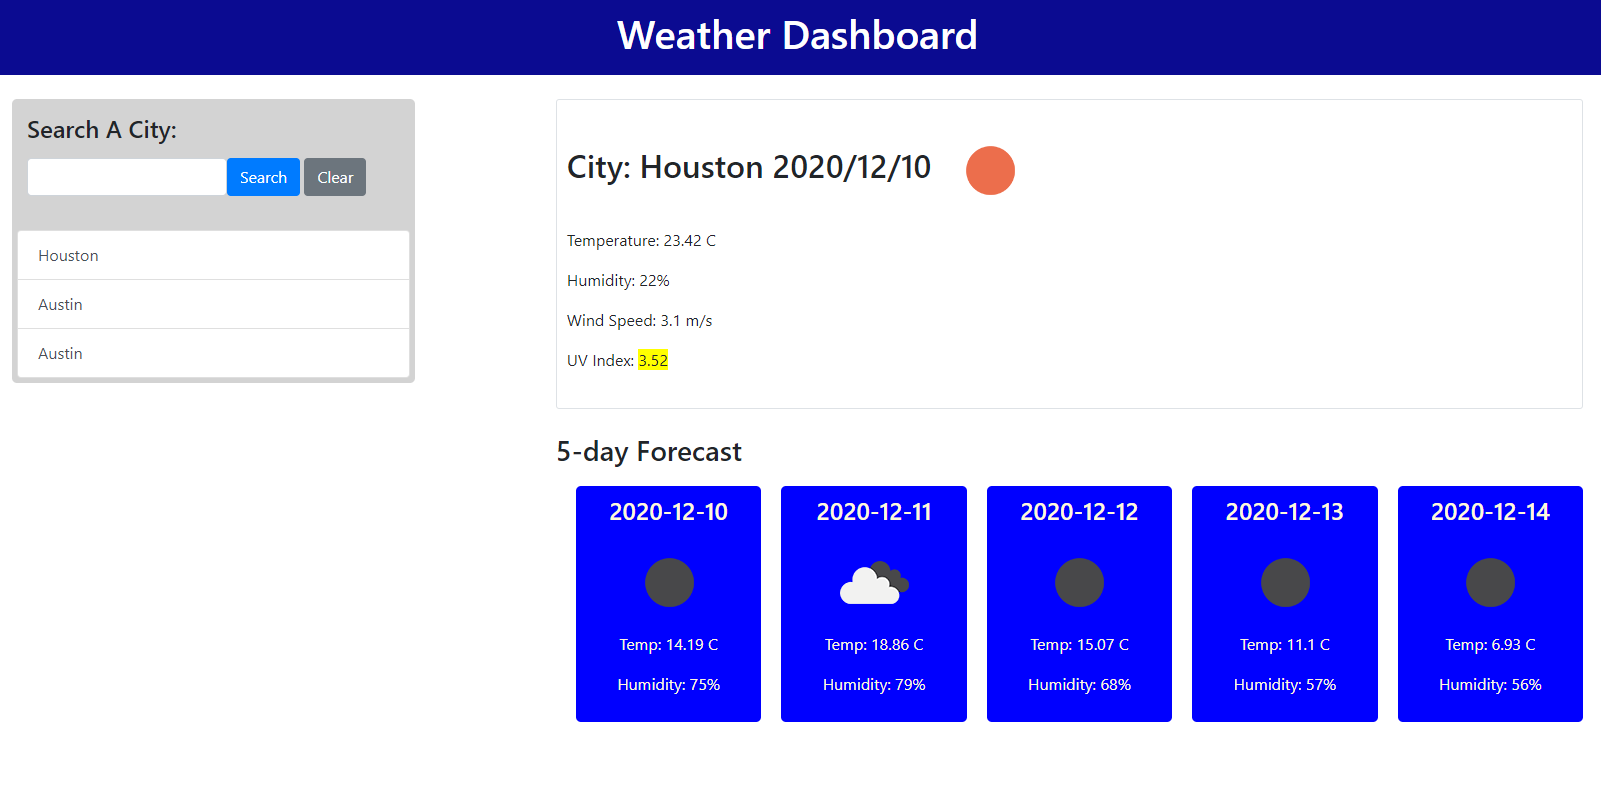 Weather Dashboard
Search A City:
Search Clear
Houston
Austin
Austin
City: Houston 2020/12/10
Temperature: 23.42 C
Humidity: 22%
Wind Speed: 3.1 m/s
UV Index: 3.52
5-day Forecast
2020-12-10
Temp: 14.19 C
Humidity: 75%
2020-12-11
Temp: 18.86 C
Humidity: 79%
2020-12-12
Temp: 15.07 C
Humidity: 68%
2020-12-13
Temp: 11.1 C
Humidity: 57%
2020-12-14
Temp: 6.93 C
Humidity: 56%